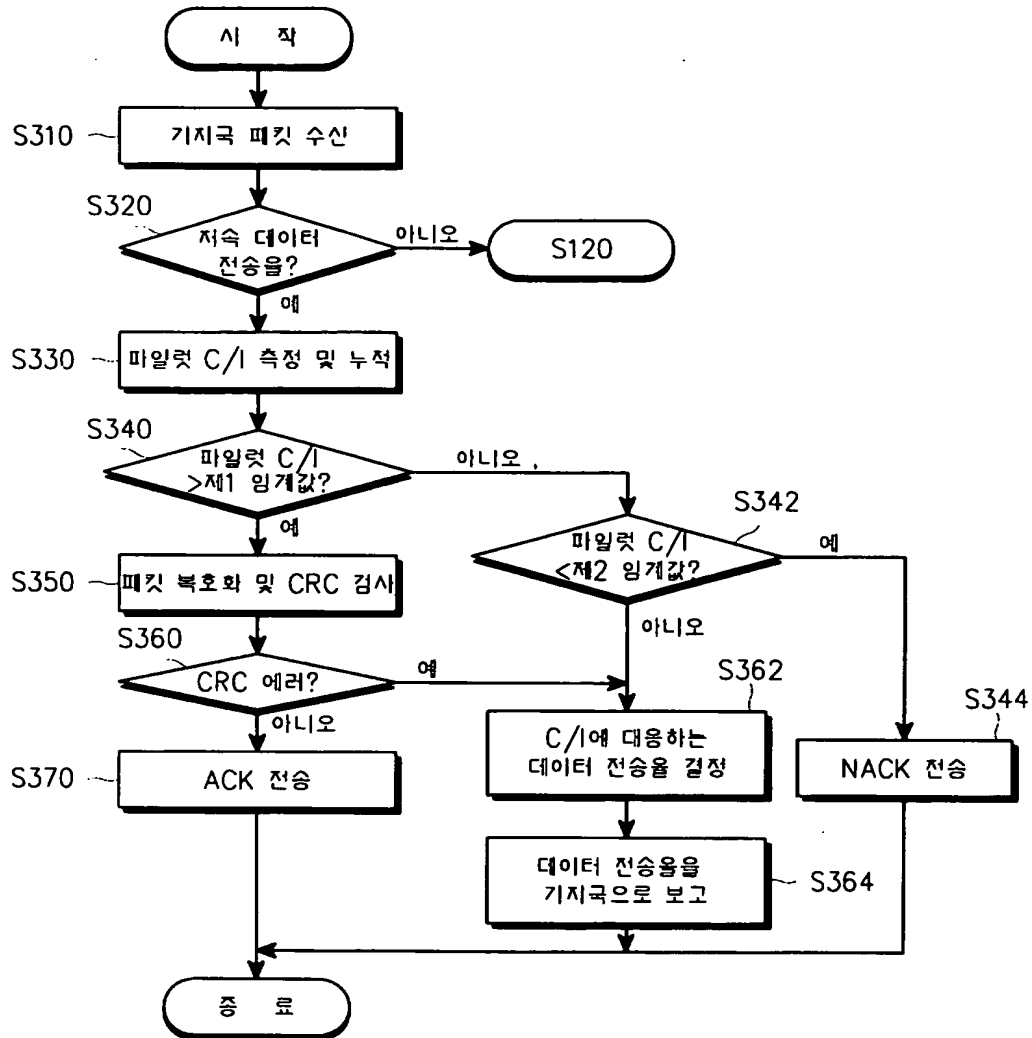 시 작
S310
기지국 패킷 수신
S320
저속 데이터
전송율?
아니오
S120
예
S330
파일럿 C/I 측정 및 누적
S340
파일럿 C/I
>제1 임계값?
아니오
예
S342
파일럿 C/I
<제2 임계값?
예
아니오
S350
패킷 복호화 및 CRC 검사
S360
CRC 에러?
예
아니오
S362
C/I에 대응하는
데이터 전송율 결정
S344
NACK 전송
S370
ACK 전송
데이터 전송율을
기지국으로 보고
S364
종 료